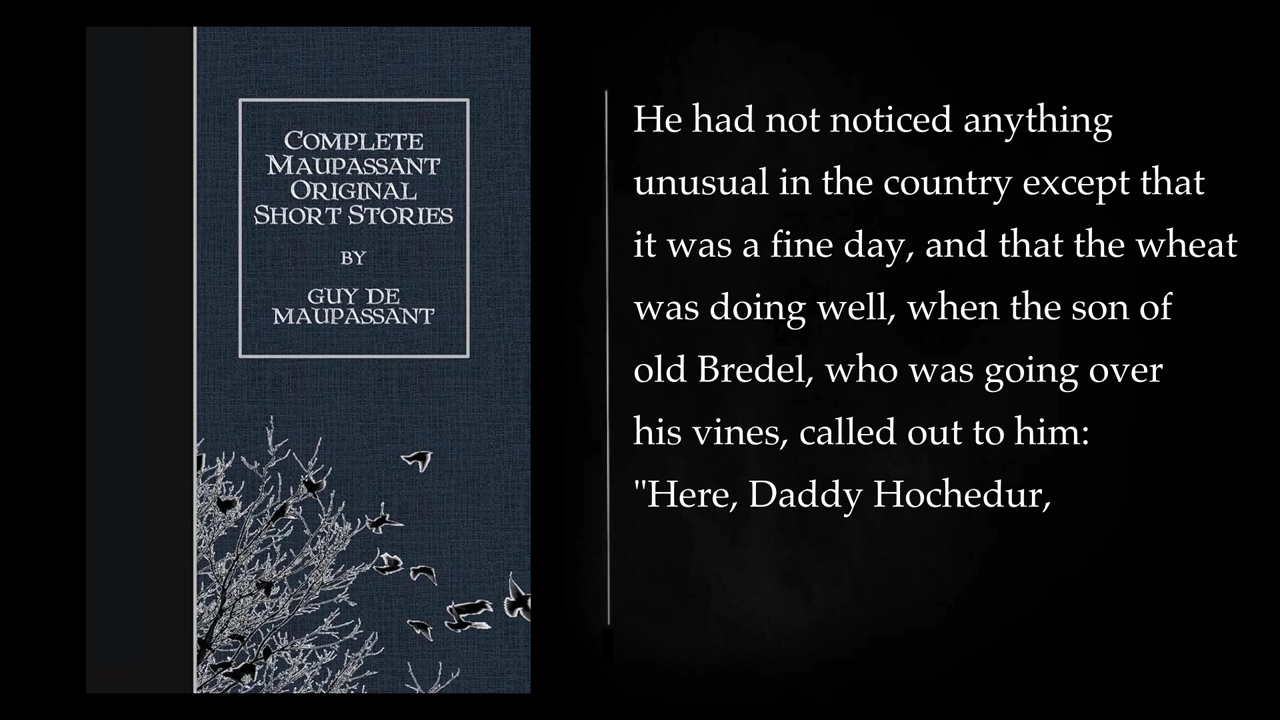 COMPLETE
MAUPASSANT
ORIGINAL
SHORT STORIES
BY
GUY DE
MAUPASSANT
He had not noticed anything
unusual in the country except that
it was a fine day, and that the wheat
was doing well, when the son of
old Bredel, who was going over
his vines, called out to him:
"Here, Daddy Hochedur,